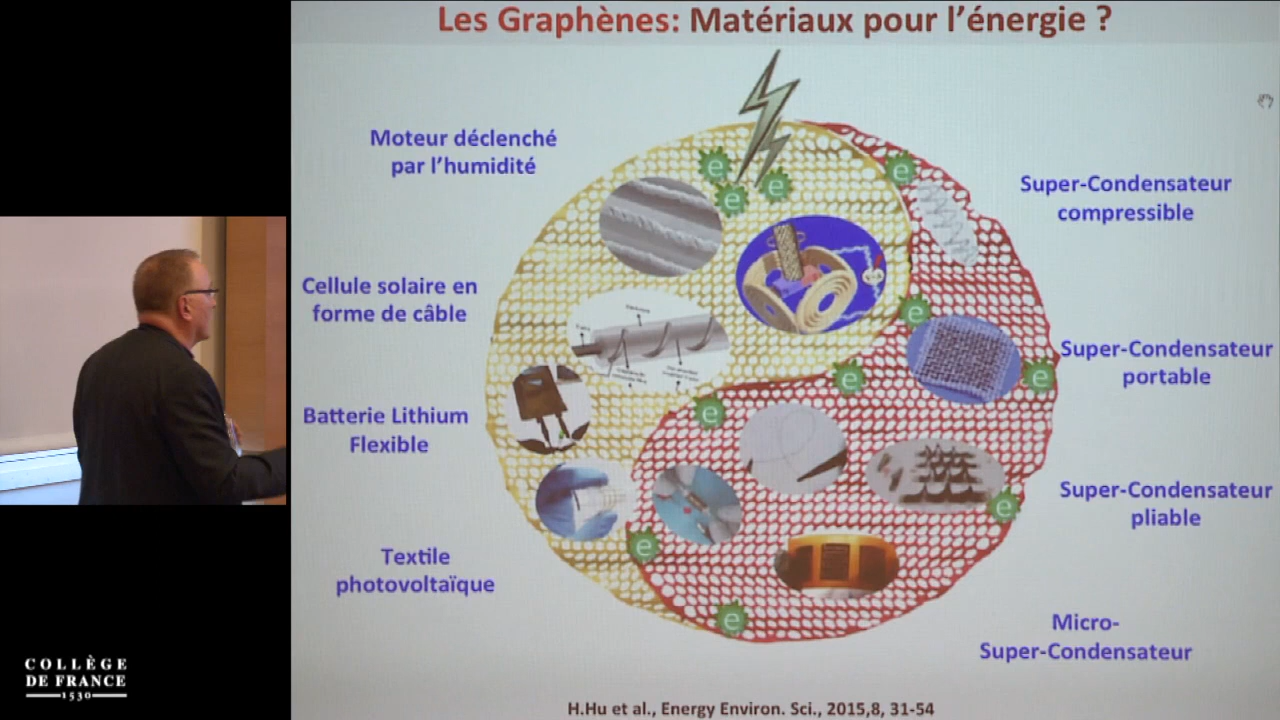 Les Graphènes: Matériaux pour l'énergie ?
Moteur déclenché
par l'humidité
Cellule solaire en
forme de câble
Batterie Lithium
Flexible
Textile
photovoltaïque
e
e
e
e
e
e
e
e
e
e
e
Super-Condensateur
compressible
Super-Condensateur
portable
Super-Condensateur
pliable
Micro-
Super-Condensateur
H.Hu et al., Energy Environ. Sci., 2015,8, 31-54
COLLÈGE
DE FRANCE
1530